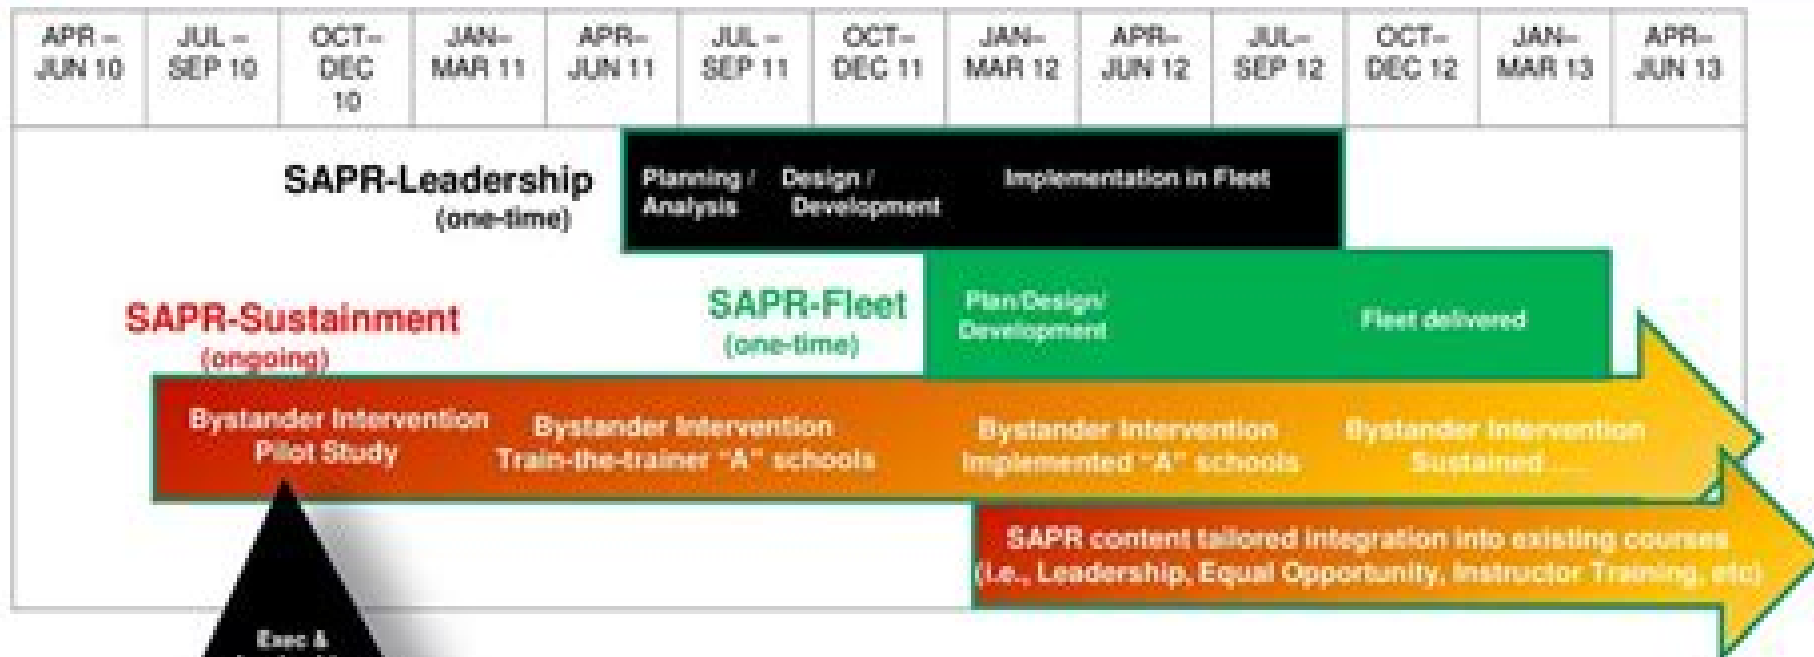 APR – JUN 10
JUL – SEP 10
OCT– DEC 10
JAN– MAR 11
APR– JUN 11
JUL – SEP 11
OCT– DEC 11
JAN– MAR 12
APR– JUN 12
JUL– SEP 12
OCT– DEC 12
JAN– MAR 13
APR– JUN 13
SAPR-Leadership
(one-time)
Planning /
Analysis
Design /
Development
Implementation in Fleet
SAPR-Fleet
(one-time)
Plan/Design/
Development
Fleet delivered
SAPR-Sustainment
(ongoing)
Bystander Intervention
Pilot Study
Bystander Intervention
Train-the-trainer “A” schools
Bystander Intervention
Implemented “A” schools
Bystander Intervention
Sustained.....
SAPR content tailored integration into existing courses
(i.e., Leadership, Equal Opportunity, Instructor Training, etc)
Exec &